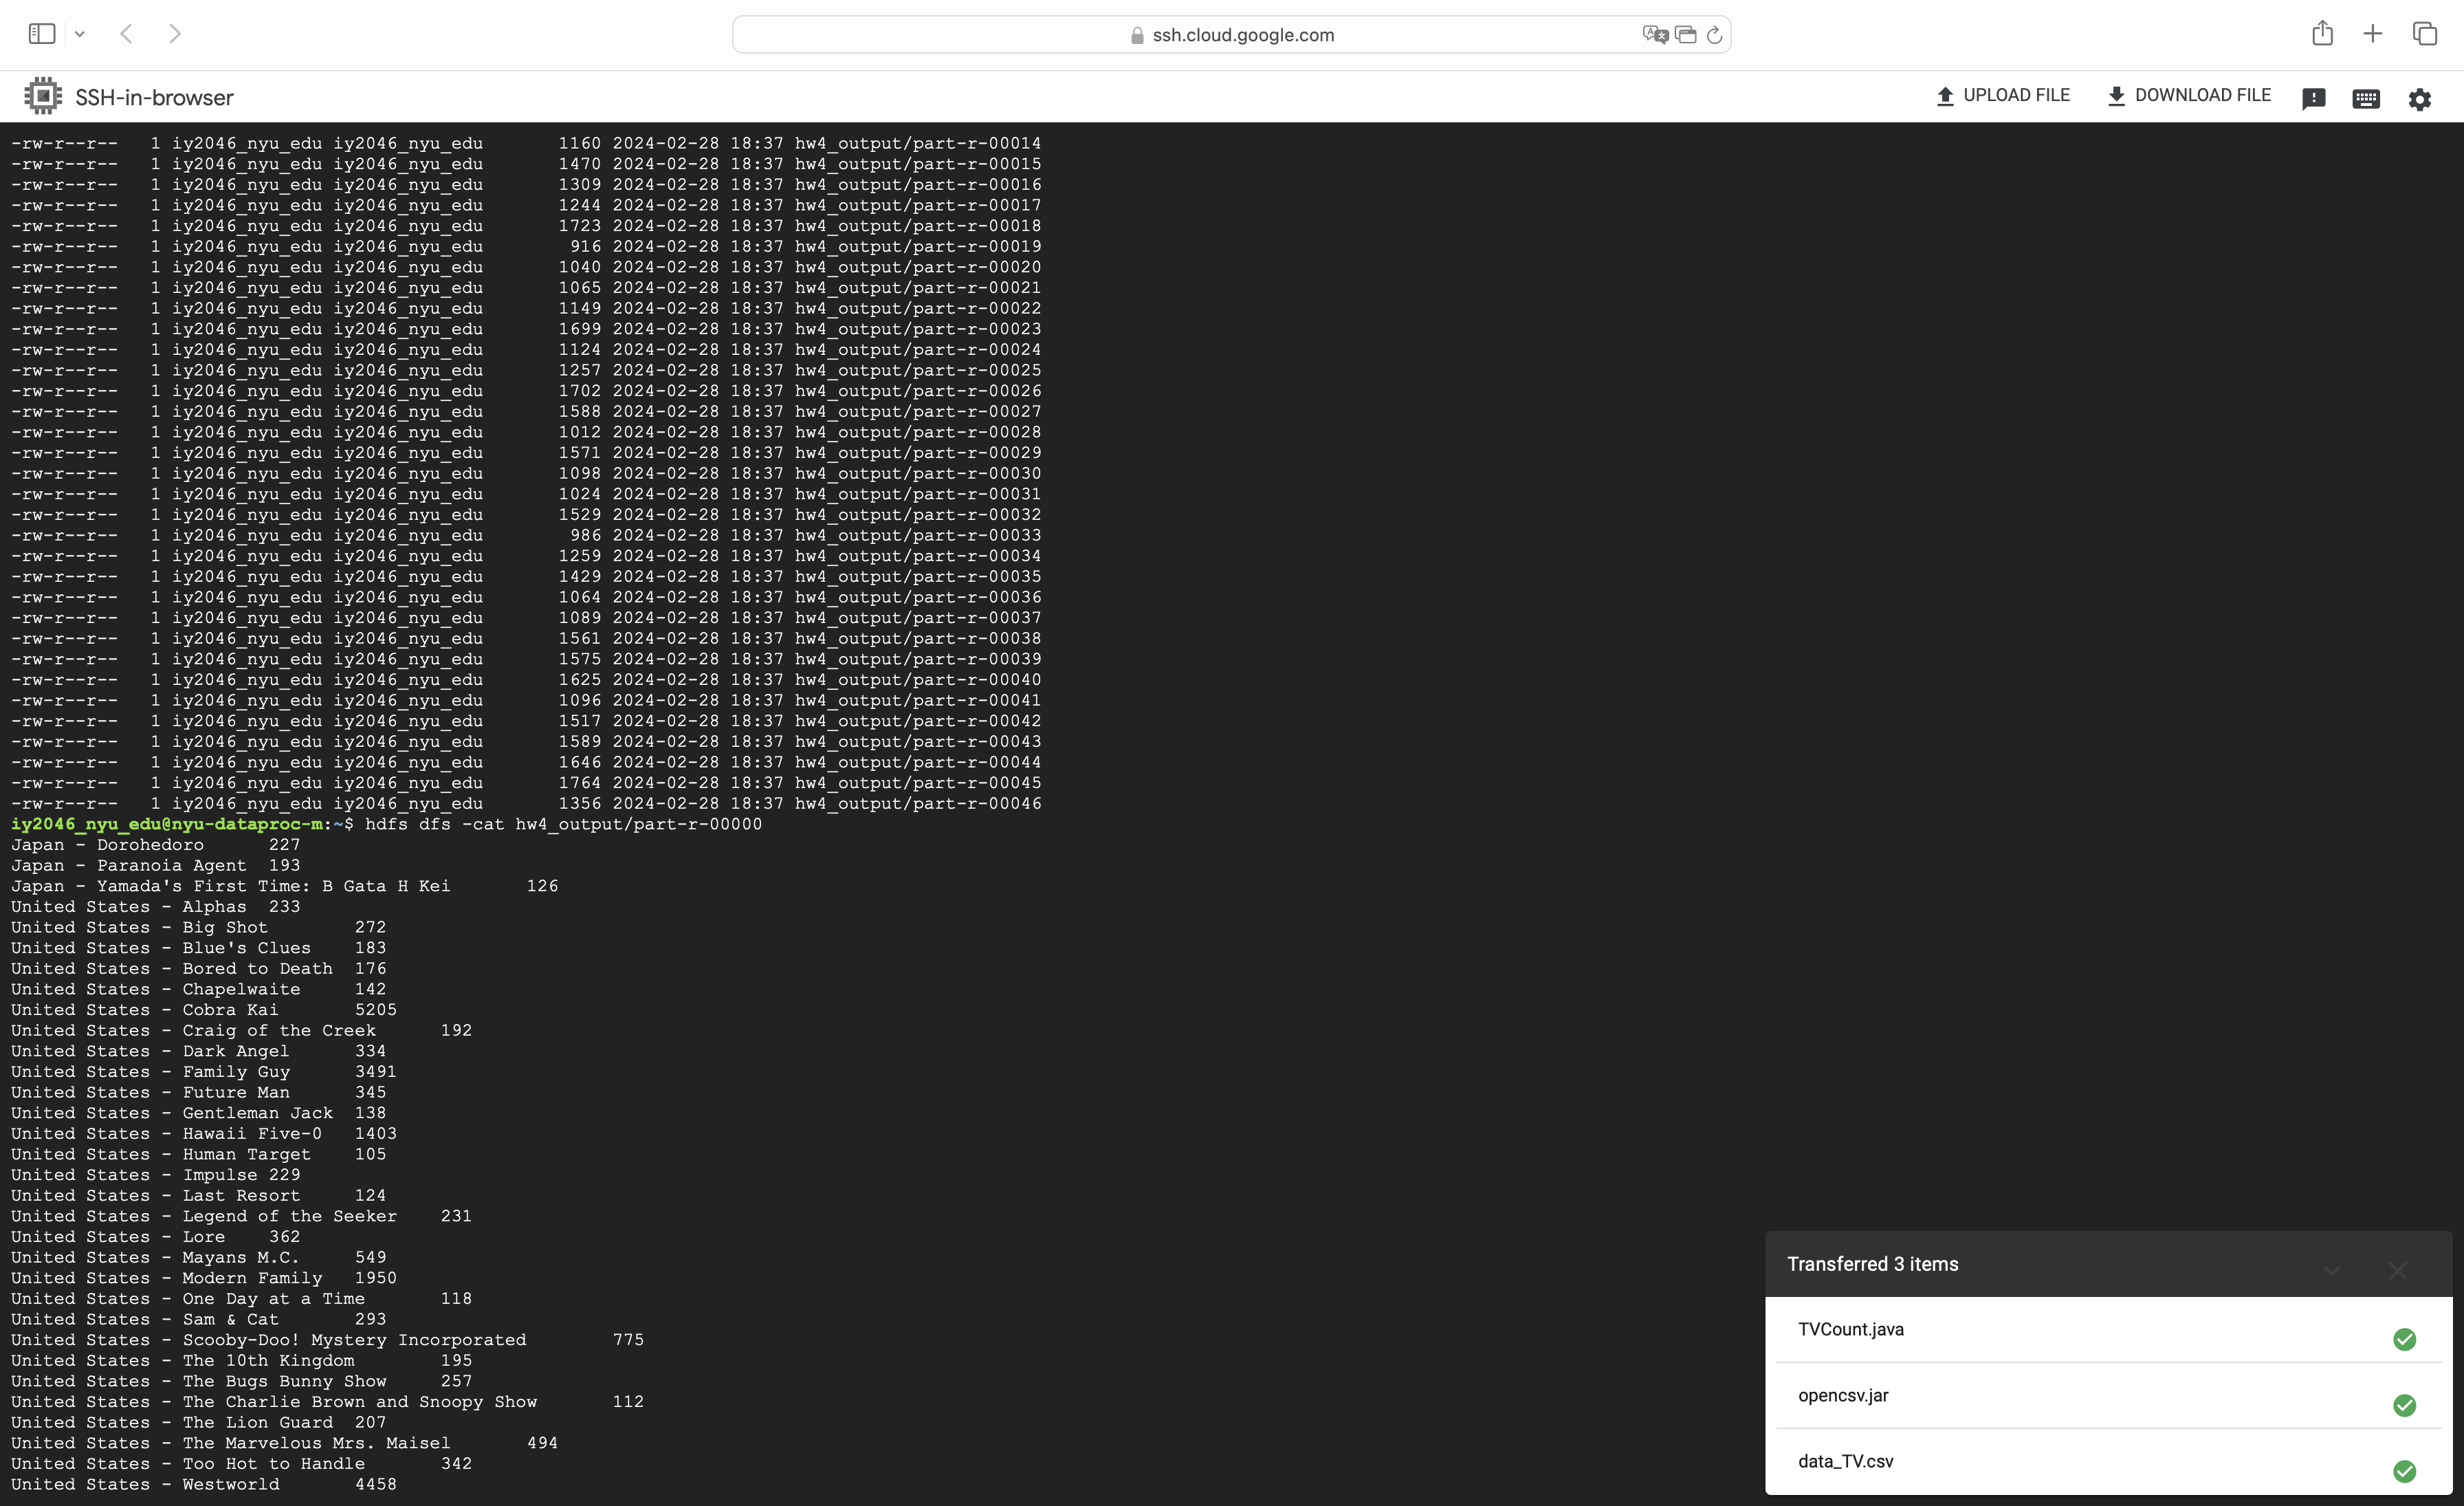 ssh.cloud.google.com
SSH-in-browser
UPLOAD FILE
DOWNLOAD FILE
-rw-r--r--   1 iy2046_nyu_edu iy2046_nyu_edu       1160 2024-02-28 18:37 hw4_output/part-r-00014
-rw-r--r--   1 iy2046_nyu_edu iy2046_nyu_edu       1470 2024-02-28 18:37 hw4_output/part-r-00015
-rw-r--r--   1 iy2046_nyu_edu iy2046_nyu_edu       1309 2024-02-28 18:37 hw4_output/part-r-00016
-rw-r--r--   1 iy2046_nyu_edu iy2046_nyu_edu       1244 2024-02-28 18:37 hw4_output/part-r-00017
-rw-r--r--   1 iy2046_nyu_edu iy2046_nyu_edu       1723 2024-02-28 18:37 hw4_output/part-r-00018
-rw-r--r--   1 iy2046_nyu_edu iy2046_nyu_edu        916 2024-02-28 18:37 hw4_output/part-r-00019
-rw-r--r--   1 iy2046_nyu_edu iy2046_nyu_edu       1040 2024-02-28 18:37 hw4_output/part-r-00020
-rw-r--r--   1 iy2046_nyu_edu iy2046_nyu_edu       1065 2024-02-28 18:37 hw4_output/part-r-00021
-rw-r--r--   1 iy2046_nyu_edu iy2046_nyu_edu       1149 2024-02-28 18:37 hw4_output/part-r-00022
-rw-r--r--   1 iy2046_nyu_edu iy2046_nyu_edu       1699 2024-02-28 18:37 hw4_output/part-r-00023
-rw-r--r--   1 iy2046_nyu_edu iy2046_nyu_edu       1124 2024-02-28 18:37 hw4_output/part-r-00024
-rw-r--r--   1 iy2046_nyu_edu iy2046_nyu_edu       1257 2024-02-28 18:37 hw4_output/part-r-00025
-rw-r--r--   1 iy2046_nyu_edu iy2046_nyu_edu       1702 2024-02-28 18:37 hw4_output/part-r-00026
-rw-r--r--   1 iy2046_nyu_edu iy2046_nyu_edu       1588 2024-02-28 18:37 hw4_output/part-r-00027
-rw-r--r--   1 iy2046_nyu_edu iy2046_nyu_edu       1012 2024-02-28 18:37 hw4_output/part-r-00028
-rw-r--r--   1 iy2046_nyu_edu iy2046_nyu_edu       1571 2024-02-28 18:37 hw4_output/part-r-00029
-rw-r--r--   1 iy2046_nyu_edu iy2046_nyu_edu       1098 2024-02-28 18:37 hw4_output/part-r-00030
-rw-r--r--   1 iy2046_nyu_edu iy2046_nyu_edu       1024 2024-02-28 18:37 hw4_output/part-r-00031
-rw-r--r--   1 iy2046_nyu_edu iy2046_nyu_edu       1529 2024-02-28 18:37 hw4_output/part-r-00032
-rw-r--r--   1 iy2046_nyu_edu iy2046_nyu_edu        986 2024-02-28 18:37 hw4_output/part-r-00033
-rw-r--r--   1 iy2046_nyu_edu iy2046_nyu_edu       1259 2024-02-28 18:37 hw4_output/part-r-00034
-rw-r--r--   1 iy2046_nyu_edu iy2046_nyu_edu       1429 2024-02-28 18:37 hw4_output/part-r-00035
-rw-r--r--   1 iy2046_nyu_edu iy2046_nyu_edu       1064 2024-02-28 18:37 hw4_output/part-r-00036
-rw-r--r--   1 iy2046_nyu_edu iy2046_nyu_edu       1089 2024-02-28 18:37 hw4_output/part-r-00037
-rw-r--r--   1 iy2046_nyu_edu iy2046_nyu_edu       1561 2024-02-28 18:37 hw4_output/part-r-00038
-rw-r--r--   1 iy2046_nyu_edu iy2046_nyu_edu       1575 2024-02-28 18:37 hw4_output/part-r-00039
-rw-r--r--   1 iy2046_nyu_edu iy2046_nyu_edu       1625 2024-02-28 18:37 hw4_output/part-r-00040
-rw-r--r--   1 iy2046_nyu_edu iy2046_nyu_edu       1096 2024-02-28 18:37 hw4_output/part-r-00041
-rw-r--r--   1 iy2046_nyu_edu iy2046_nyu_edu       1517 2024-02-28 18:37 hw4_output/part-r-00042
-rw-r--r--   1 iy2046_nyu_edu iy2046_nyu_edu       1589 2024-02-28 18:37 hw4_output/part-r-00043
-rw-r--r--   1 iy2046_nyu_edu iy2046_nyu_edu       1646 2024-02-28 18:37 hw4_output/part-r-00044
-rw-r--r--   1 iy2046_nyu_edu iy2046_nyu_edu       1764 2024-02-28 18:37 hw4_output/part-r-00045
-rw-r--r--   1 iy2046_nyu_edu iy2046_nyu_edu       1356 2024-02-28 18:37 hw4_output/part-r-00046
iy2046_nyu_edu@nyu-dataproc-m:~$ hdfs dfs -cat hw4_output/part-r-00000
Japan - Dorohedoro      227
Japan - Paranoia Agent  193
Japan - Yamada's First Time: B Gata H Kei       126
United States - Alphas  233
United States - Big Shot        272
United States - Blue's Clues    183
United States - Bored to Death  176
United States - Chapelwaite     142
United States - Cobra Kai       5205
United States - Craig of the Creek      192
United States - Dark Angel      334
United States - Family Guy      3491
United States - Future Man      345
United States - Gentleman Jack  138
United States - Hawaii Five-0   1403
United States - Human Target    105
United States - Impulse 229
United States - Last Resort     124
United States - Legend of the Seeker    231
United States - Lore    362
United States - Mayans M.C.     549
United States - Modern Family   1950
United States - One Day at a Time       118
United States - Sam & Cat       293
United States - Scooby-Doo! Mystery Incorporated        775
United States - The 10th Kingdom        195
United States - The Bugs Bunny Show     257
United States - The Charlie Brown and Snoopy Show       112
United States - The Lion Guard  207
United States - The Marvelous Mrs. Maisel       494
United States - Too Hot to Handle       342
United States - Westworld       4458
Transferred 3 items
TVCount.java
opencsv.jar
data_TV.csv